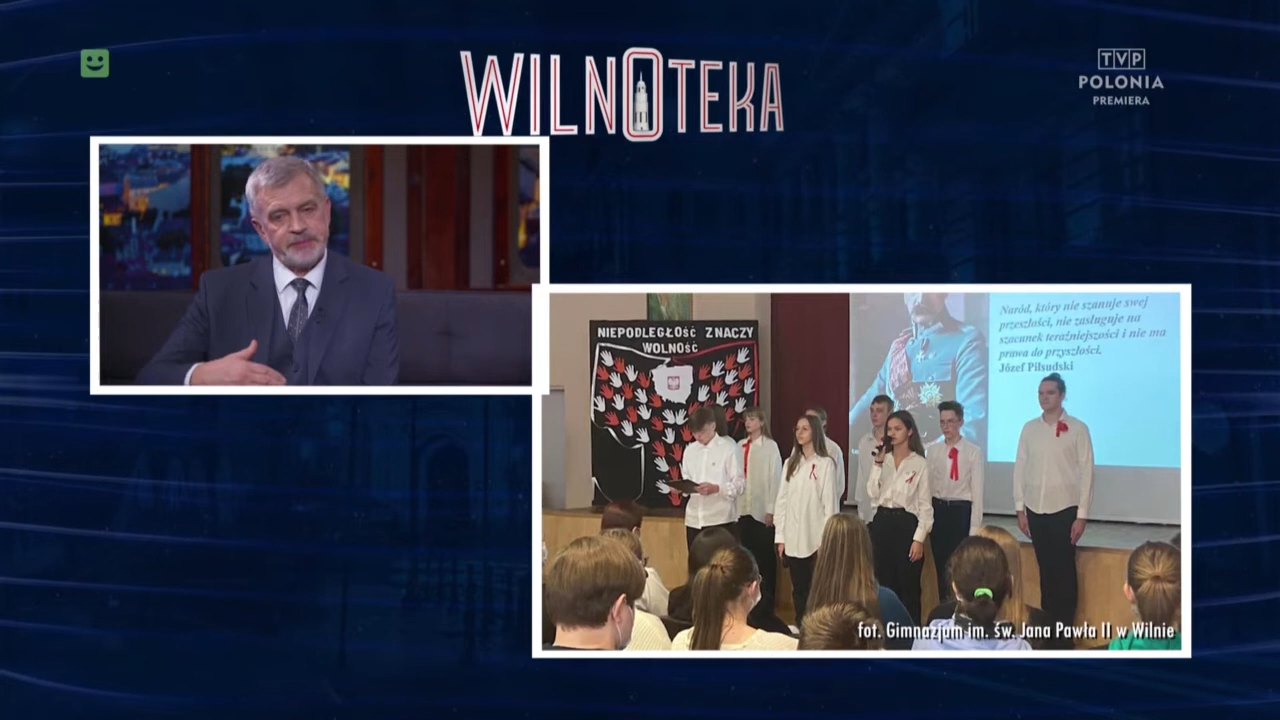 WILNOTEKA
TVP
POLONIA
PREMIERA
NIEPODLEGŁOŚĆ ZNACZY
WOLNOŚĆ
Naród, który nie szanuje swej
przeszłości, nie zasługuje na
szacunek teraźniejszości i nie ma
prawa do przyszłości.
Józef Piłsudski
fot. Gimnazjum im. św. Jana Pawła II w Wilnie